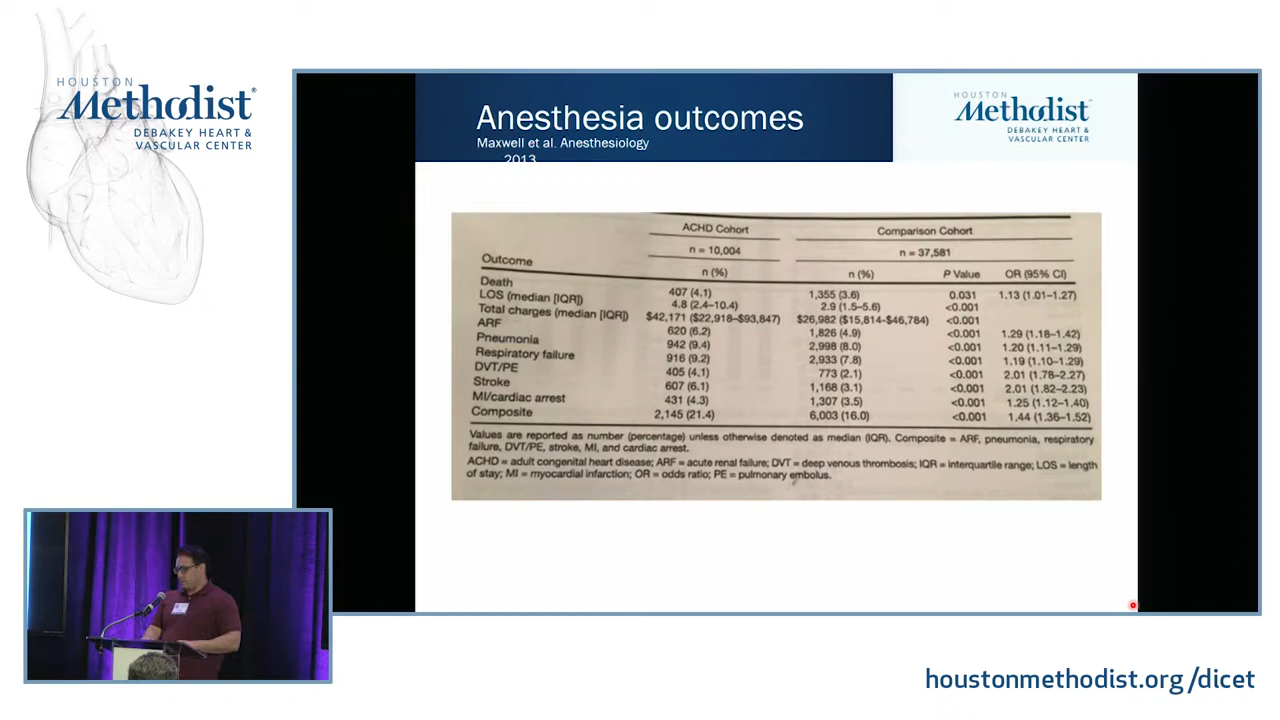 HOUSTON
Methodist®
DEBAKEY HEART &
VASCULAR CENTER
Anesthesia outcomes
Maxwell et al. Anesthesiology
2013
HOUSTON
Methodist
DEBAKEY HEART &
VASCULAR CENTER
ACHD Cohort Comparison Cohort
n = 10,004 n = 37,581
Outcome n (%) n (%) P Value OR (95% CI)
Death 407 (4.1) 1,355 (3.6) 0.031 1.13 (1.01–1.27)
LOS (median [IQR]) 4.8 (2.4–10.4) 2.9 (1.5–5.6) <0.001
Total charges (median [IQR]) $42,171 ($22,918–$93,847) $26,982 ($15,814-$46,784) <0.001
ARF 620 (6.2) 1,826 (4.9) <0.001 1.29 (1.18–1.42)
Pneumonia 942 (9.4) 2,998 (8.0) <0.001 1.20 (1.11–1.29)
Respiratory failure 916 (9.2) 2,933 (7.8) <0.001 1.19 (1.10–1.29)
DVT/PE 405 (4.1) 773 (2.1) <0.001 2.01 (1.78–2.27)
Stroke 607 (6.1) 1,168 (3.1) <0.001 2.01 (1.82–2.23)
MI/cardiac arrest 431 (4.3) 1,307 (3.5) <0.001 1.25 (1.12–1.40)
Composite 2,145 (21.4) 6,003 (16.0) <0.001 1.44 (1.36–1.52)
Values are reported as number (percentage) unless otherwise denoted as median (IQR). Composite = ARF, pneumonia, respiratory
failure, DVT/PE, stroke, MI, and cardiac arrest.
ACHD = adult congenital heart disease; ARF = acute renal failure; DVT = deep venous thrombosis; IQR = interquartile range; LOS = length
of stay; MI = myocardial infarction; OR = odds ratio; PE = pulmonary embolus.
houstonmethodist.org/dicet